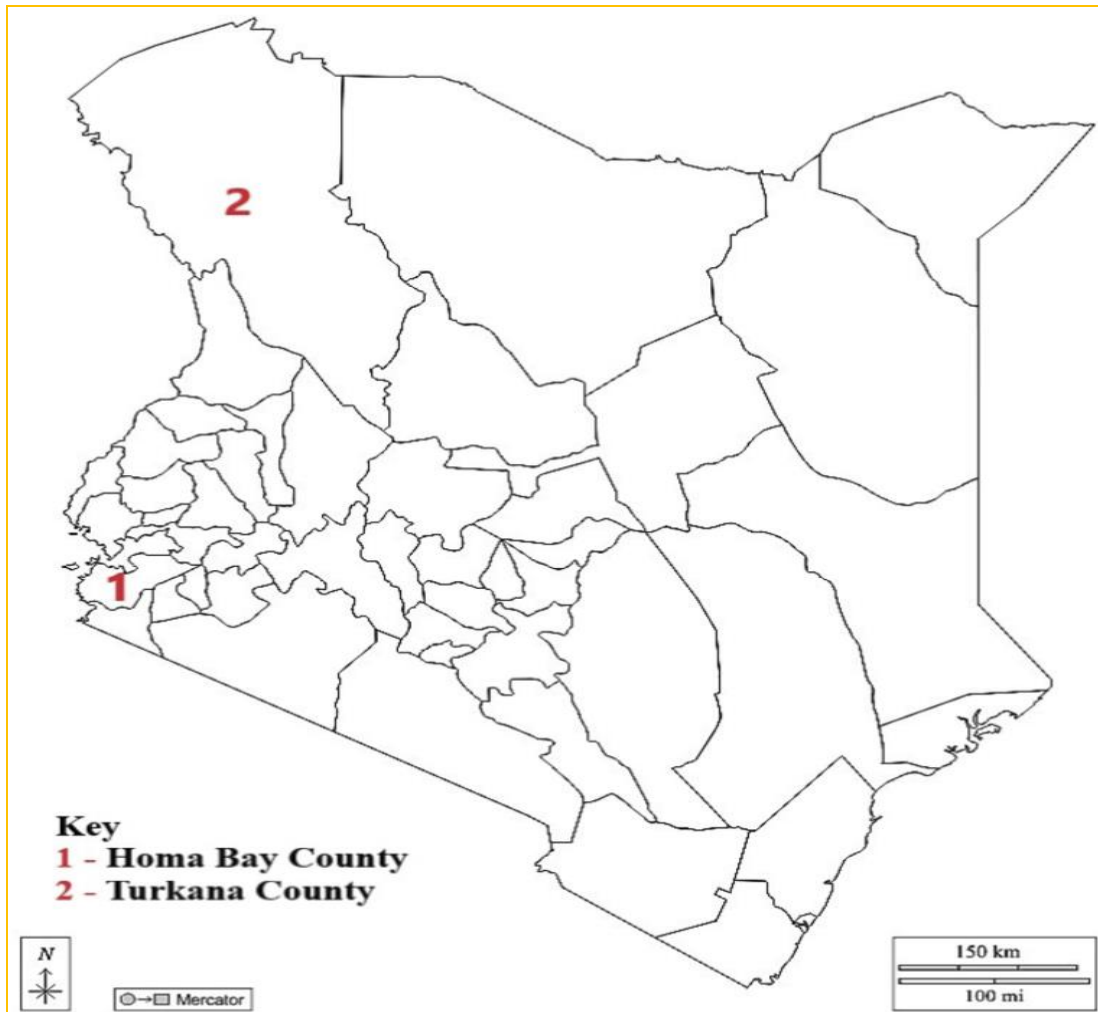 2
1
Key
1 - Homa Bay County
2 - Turkana County
N
Mercator
150 km
100 mi